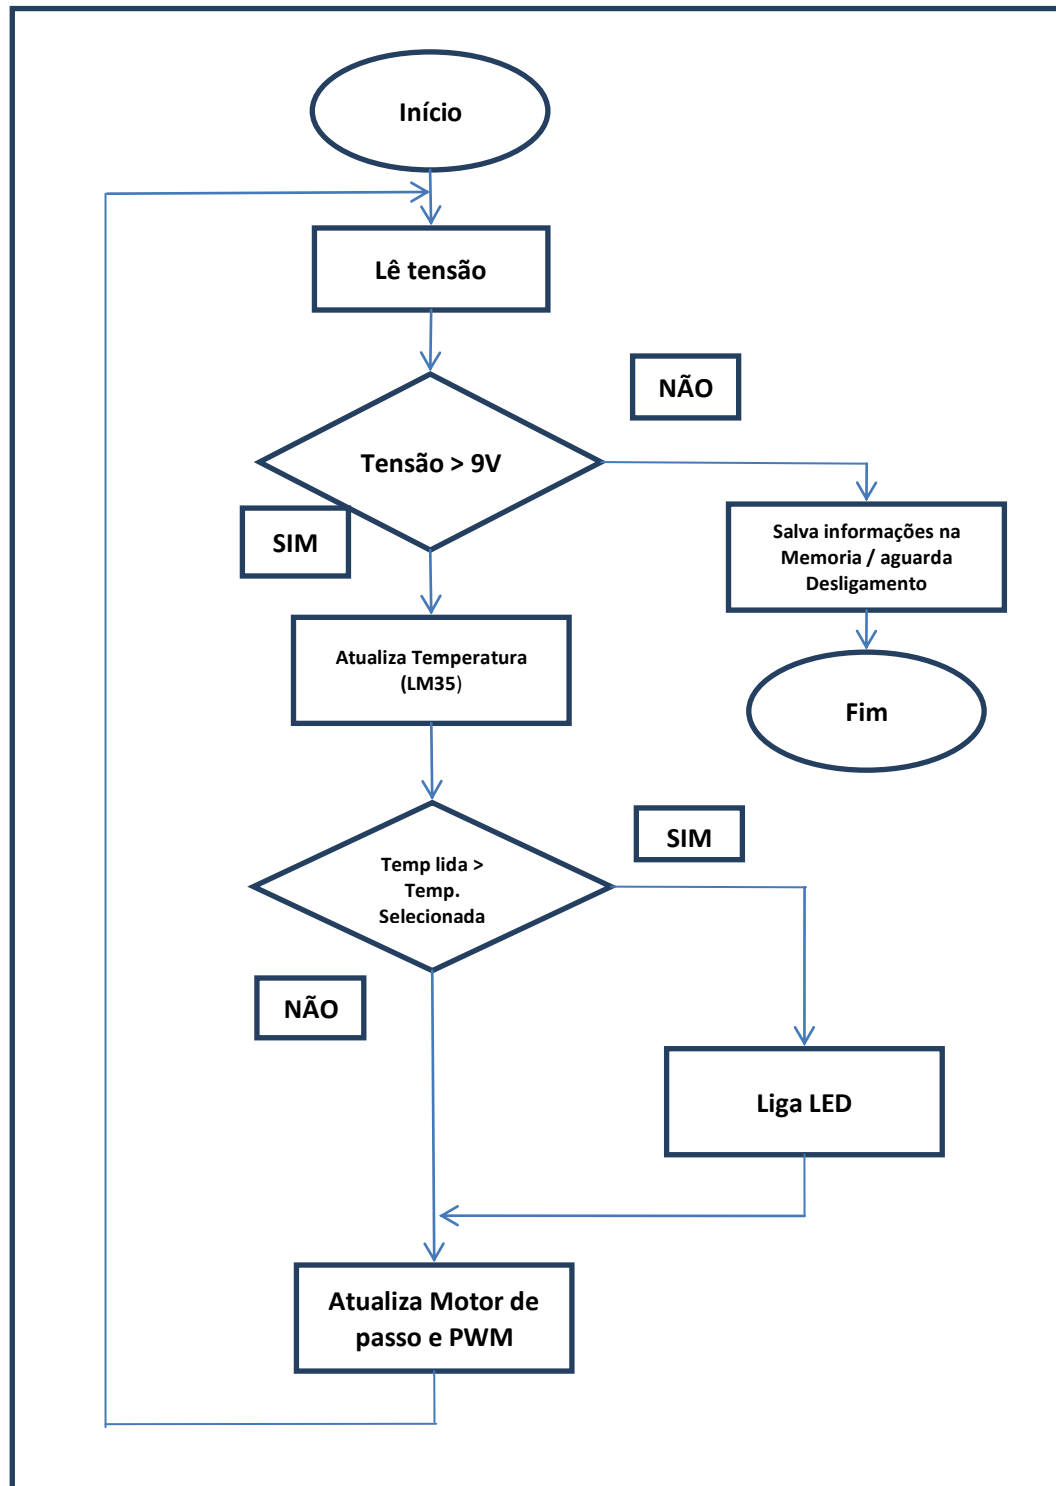 Início
Lê tensão
NÃO
Tensão > 9V
SIM
Salva informações na
Memoria / aguarda
Desligamento
Atualiza Temperatura
(LM35)
Fim
SIM
Temp lida >
Temp.
Selecionada
NÃO
Liga LED
Atualiza Motor de
passo e PWM